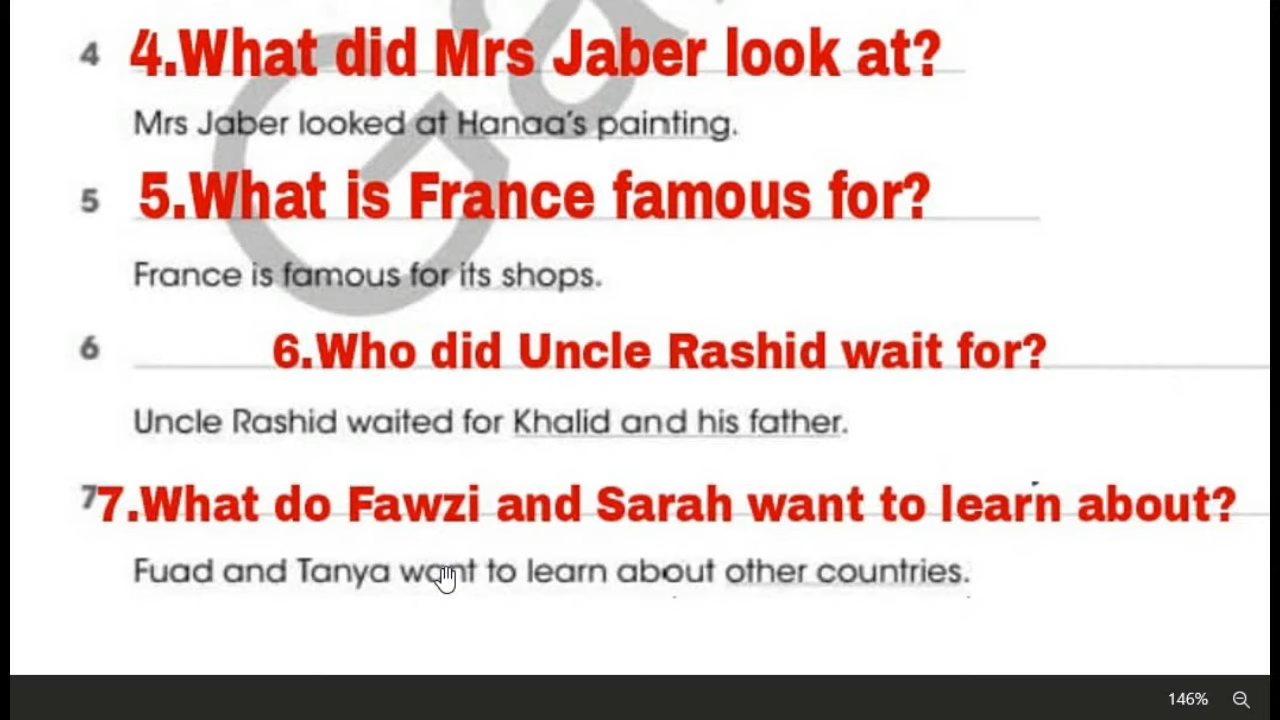 4 4.What did Mrs Jaber look at?
Mrs Jaber looked at Hanaa's painting.
5 5.What is France famous for?
France is famous for its shops.
6 6.Who did Uncle Rashid wait for?
Uncle Rashid waited for Khalid and his father.
7 7.What do Fawzi and Sarah want to learn about?
Fuad and Tanya want to learn about other countries.
146%